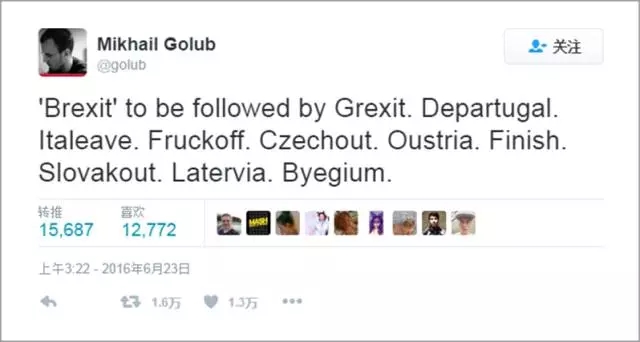 Mikhail Golub
@golub
关注
'Brexit' to be followed by Grexit. Departugal.
Italeave. Fruckoff. Czechout. Oustria. Finish.
Slovakout. Latervia. Byegium.
转推 喜欢
15,687 12,772
上午3:22 - 2016年6月23日
1.6万 1.3万